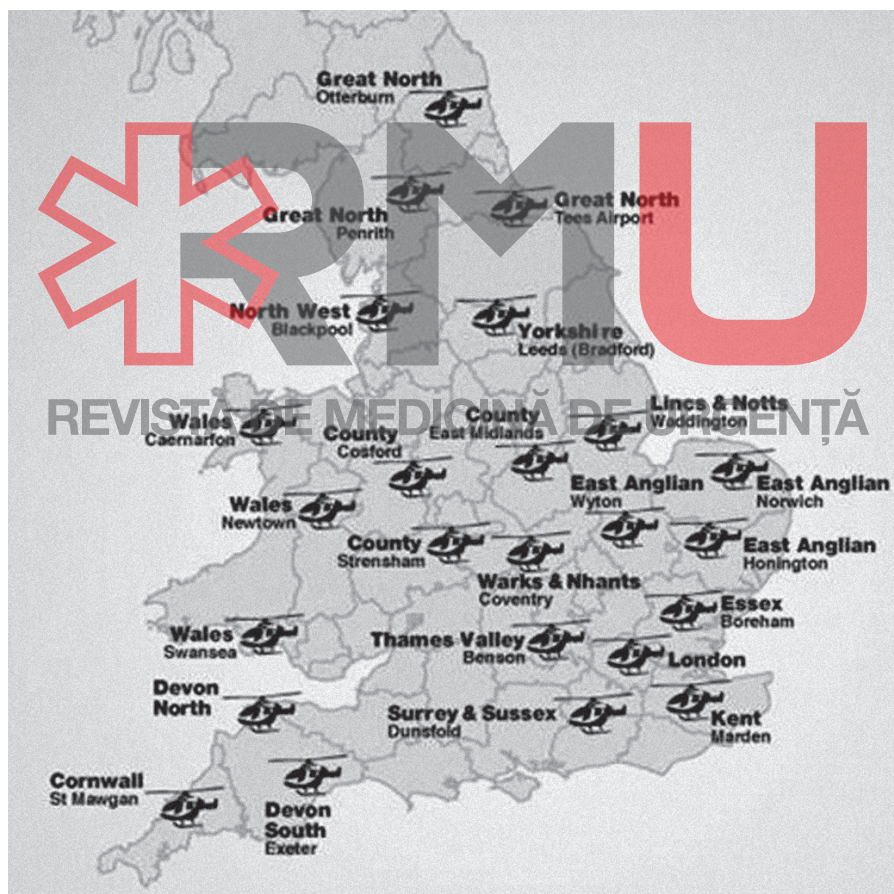 Great North
Otterburn
RMU
Great North
Tees Airport
Great North
Penrith
North West
Blackpool
Yorkshire
Leeds (Bradford)
REVISTA DE MEDICINĂ DE URGENȚĂ
Lincs & Notts
Waddington
County
East Midlands
Wales
Caernarfon
County
Cosford
East Anglian
Wyton
East Anglian
Norwich
Wales
Newtown
County
Strensham
East Anglian
Honington
Warks & Nhants
Coventry
Essex
Boreham
Wales
Swansea
Thames Valley
Benson
London
Devon
North
Surrey & Sussex
Dunsfold
Kent
Marden
Cornwall
St Mawgan
Devon
South
Exeter